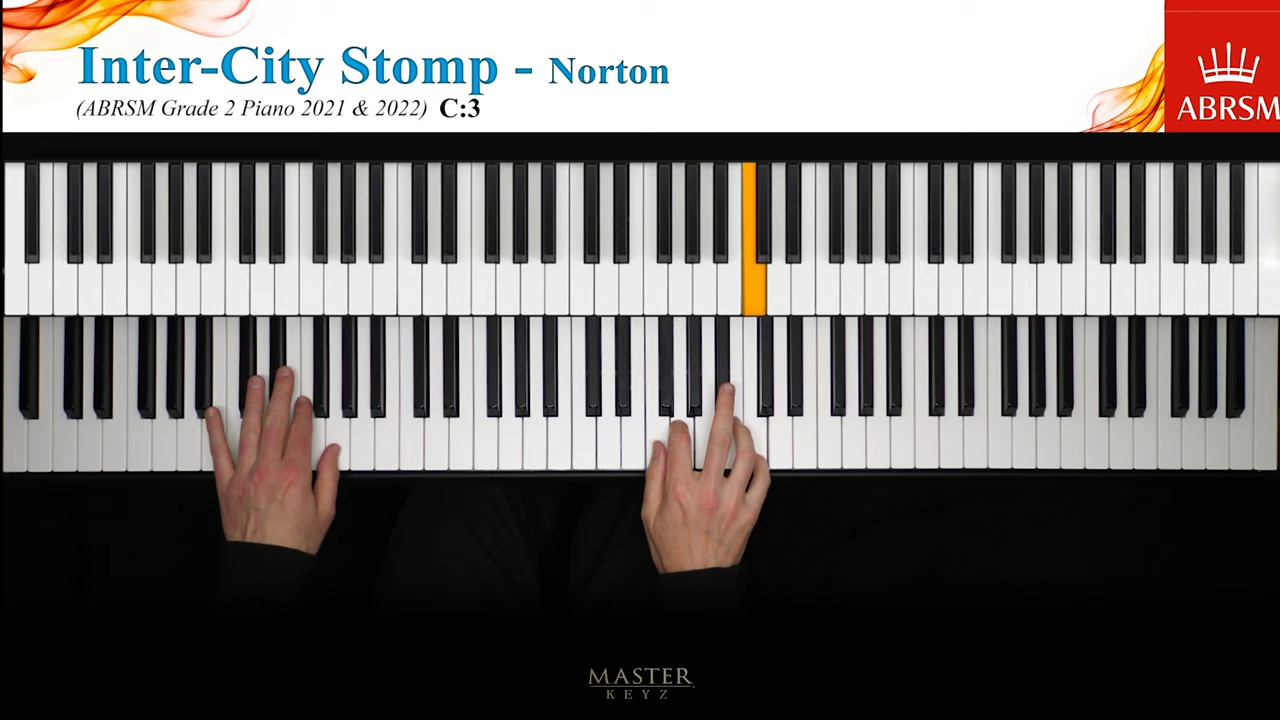 Inter-City Stomp - Norton
(ABRSM Grade 2 Piano 2021 & 2022) C:3
ABRSM
MASTER
KEYZ